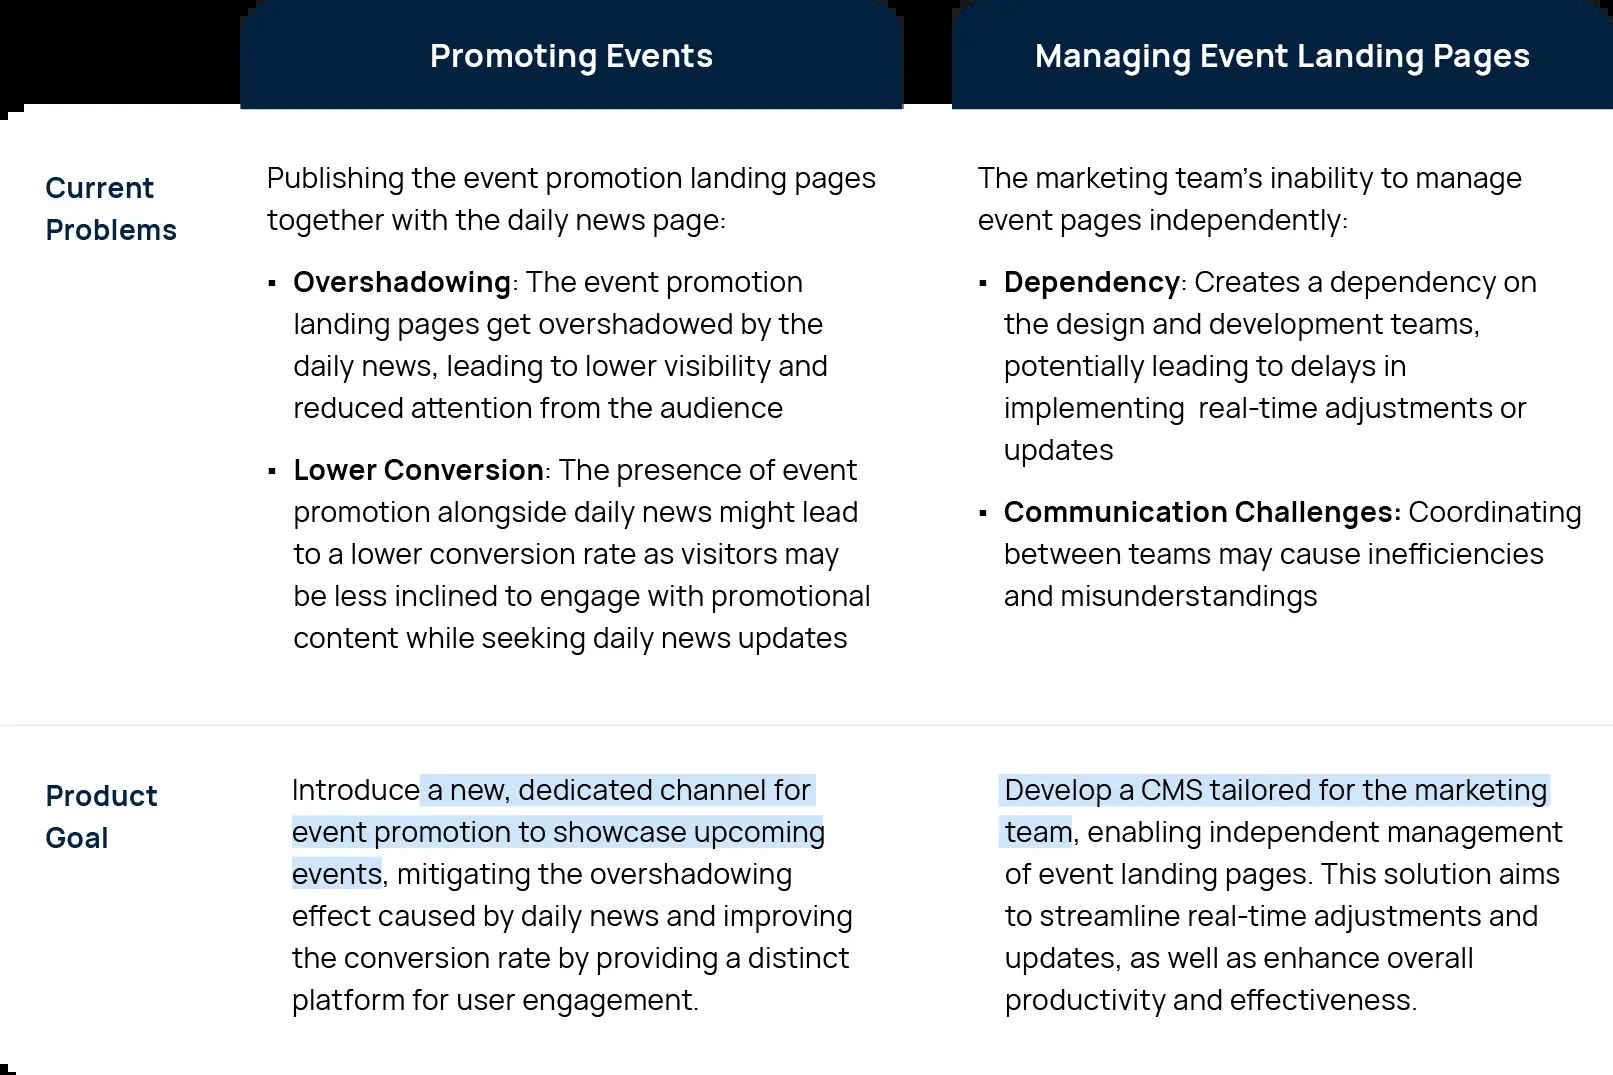 Promoting Events
Managing Event Landing Pages
Current
Problems
Publishing the event promotion landing pages
together with the daily news page:
▪ Overshadowing: The event promotion
landing pages get overshadowed by the
daily news, leading to lower visibility and
reduced attention from the audience
▪ Lower Conversion: The presence of event
promotion alongside daily news might lead
to a lower conversion rate as visitors may
be less inclined to engage with promotional
content while seeking daily news updates
The marketing team's inability to manage
event pages independently:
▪ Dependency: Creates a dependency on
the design and development teams,
potentially leading to delays in
implementing  real-time adjustments or
updates
▪ Communication Challenges: Coordinating
between teams may cause inefficiencies
and misunderstandings
Product
Goal
Introduce a new, dedicated channel for
event promotion to showcase upcoming
events, mitigating the overshadowing
effect caused by daily news and improving
the conversion rate by providing a distinct
platform for user engagement.
Develop a CMS tailored for the marketing
team, enabling independent management
of event landing pages. This solution aims
to streamline real-time adjustments and
updates, as well as enhance overall
productivity and effectiveness.